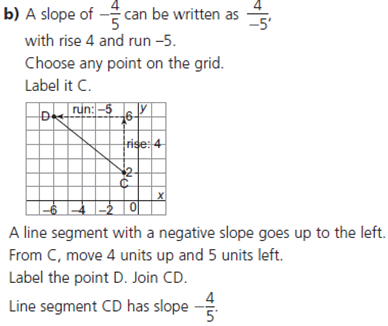 b) A slope of -4/5 can be written as 4/-5,
with rise 4 and run -5.
Choose any point on the grid.
Label it C.
D run: -5 6 y
rise: 4
2
C
x
-6 -4 -2 0
A line segment with a negative slope goes up to the left.
From C, move 4 units up and 5 units left.
Label the point D. Join CD.
Line segment CD has slope -4/5.